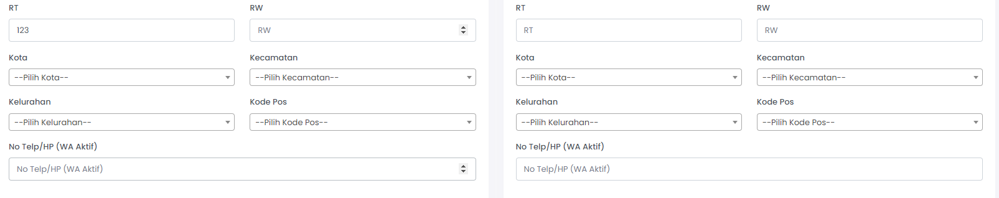 RT
RW
123
RW
Kota
Kecamatan
--Pilih Kota--
--Pilih Kecamatan--
Kelurahan
Kode Pos
--Pilih Kelurahan--
--Pilih Kode Pos--
No Telp/HP (WA Aktif)
No Telp/HP (WA Aktif)
RT
RW
RT
RW
Kota
Kecamatan
--Pilih Kota--
--Pilih Kecamatan--
Kelurahan
Kode Pos
--Pilih Kelurahan--
--Pilih Kode Pos--
No Telp/HP (WA Aktif)
No Telp/HP (WA Aktif)